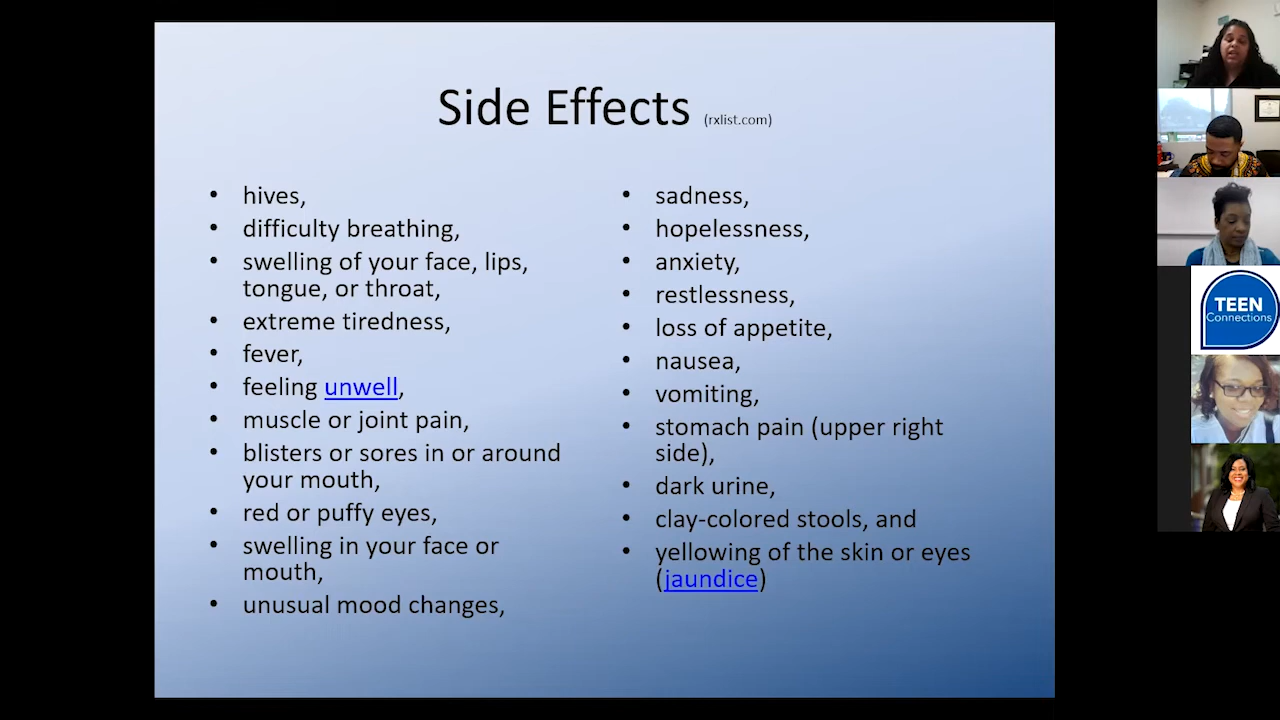 Side Effects (rxlist.com)
• hives,
• difficulty breathing,
• swelling of your face, lips,
tongue, or throat,
• extreme tiredness,
• fever,
• feeling unwell,
• muscle or joint pain,
• blisters or sores in or around
your mouth,
• red or puffy eyes,
• swelling in your face or
mouth,
• unusual mood changes,
• sadness,
• hopelessness,
• anxiety,
• restlessness,
• loss of appetite,
• nausea,
• vomiting,
• stomach pain (upper right
side),
• dark urine,
• clay-colored stools, and
• yellowing of the skin or eyes
(jaundice)
TEEN
Connections